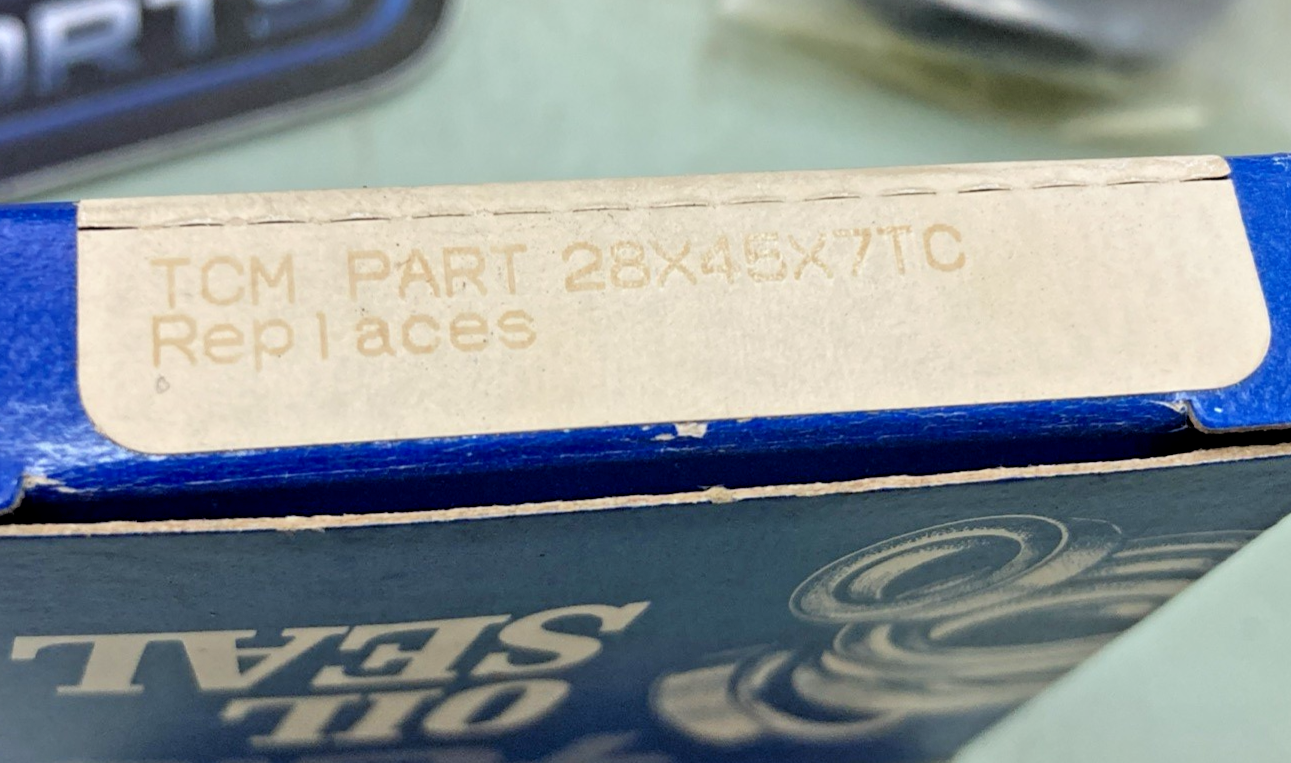 TCM PART 28X45X7TC
Replaces
OIL
SEAL